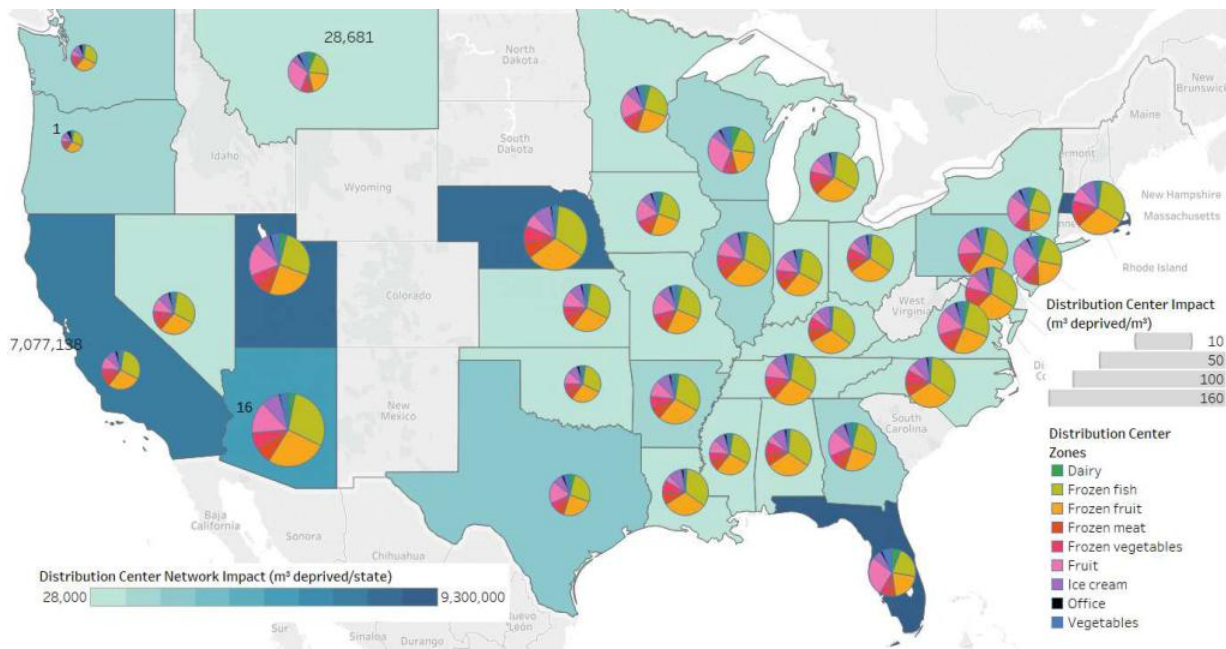 North
Dakota
28,681
New
Brunswick
Maine
1
Idaho
South
Dakota
Wyoming
New Hampshire
Massachusetts
Rhode Island
Colorado
West
Virginia
7,077,138
New
Mexico
16
South
Carolina
Baja
California
Sonora
Chihuahua
Distribution Center Impact
(m³ deprived/m³)
10
50
100
160
Distribution Center
Zones
Dairy
Frozen fish
Frozen fruit
Frozen meat
Frozen vegetables
Fruit
Ice cream
Office
Vegetables
Distribution Center Network Impact (m³ deprived/state)
28,000
9,300,000
Nuevo
León
Sur
Sinaloa
Durango